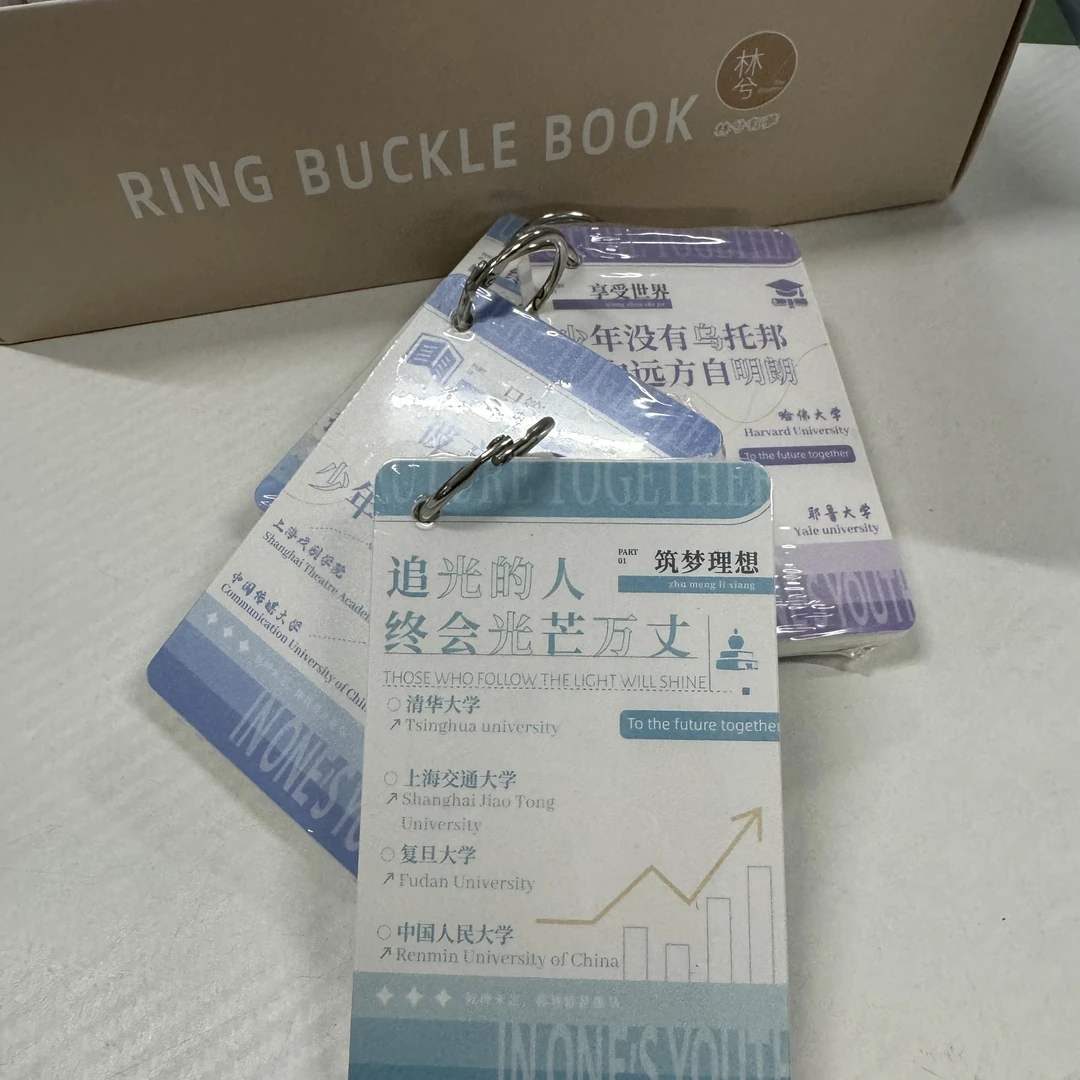 RING BUCKLE BOOK
林兮
享受世界
少年没有乌托邦
远方自明朗
哈佛大学
Harvard University
To the future together
耶鲁大学
Yale university
YOUTH
少年
上海戏剧学院
Shanghai Theatre Acade
中国传媒大学
Communication University of Chi
IN ONE'S YO
FUTURE TOGETHER
PART
01
筑梦理想
zhu meng li xiang
追光的人
终会光芒万丈
THOSE WHO FOLLOW THE LIGHT WILL SHINE
To the future together
清华大学
Tsinghua university
上海交通大学
Shanghai Jiao Tong
University
复旦大学
Fudan University
中国人民大学
Renmin University of China
IN ONE'S YOUTH